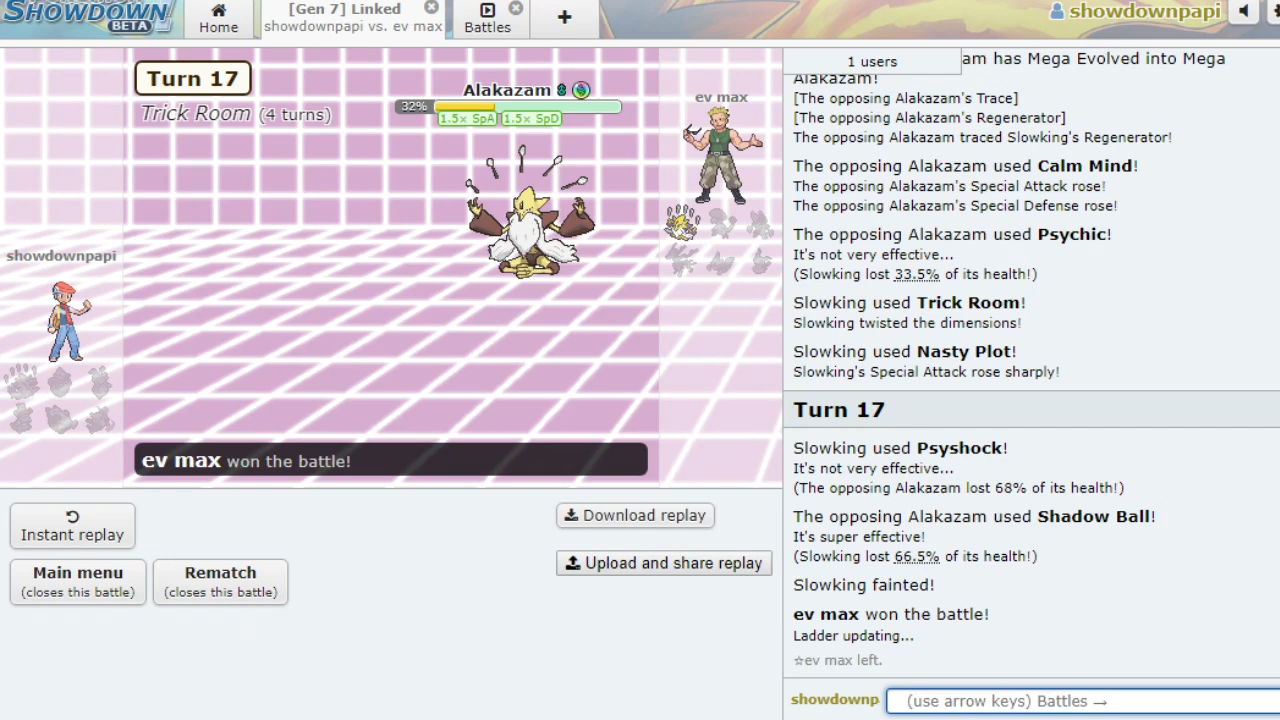 SHOWDOWN
BETA
Home
[Gen 7] Linked
showdownpapi vs. ev max
Battles
+
showdownpapi
Turn 17
Trick Room (4 turns)
Alakazam
32%
1.5× SpA 1.5× SpD
ev max
showdownpapi
ev max won the battle!
Instant replay
Download replay
Upload and share replay
Main menu
(closes this battle)
Rematch
(closes this battle)
1 users
am has Mega Evolved into Mega
Alakazam!
[The opposing Alakazam's Trace]
[The opposing Alakazam's Regenerator]
The opposing Alakazam traced Slowking's Regenerator!
The opposing Alakazam used Calm Mind!
The opposing Alakazam's Special Attack rose!
The opposing Alakazam's Special Defense rose!
The opposing Alakazam used Psychic!
It's not very effective...
(Slowking lost 33.5% of its health!)
Slowking used Trick Room!
Slowking twisted the dimensions!
Slowking used Nasty Plot!
Slowking's Special Attack rose sharply!
Turn 17
Slowking used Psyshock!
It's not very effective...
(The opposing Alakazam lost 68% of its health!)
The opposing Alakazam used Shadow Ball!
It's super effective!
(Slowking lost 66.5% of its health!)
Slowking fainted!
ev max won the battle!
Ladder updating...
☆ev max left.
showdownp
(use arrow keys) Battles →